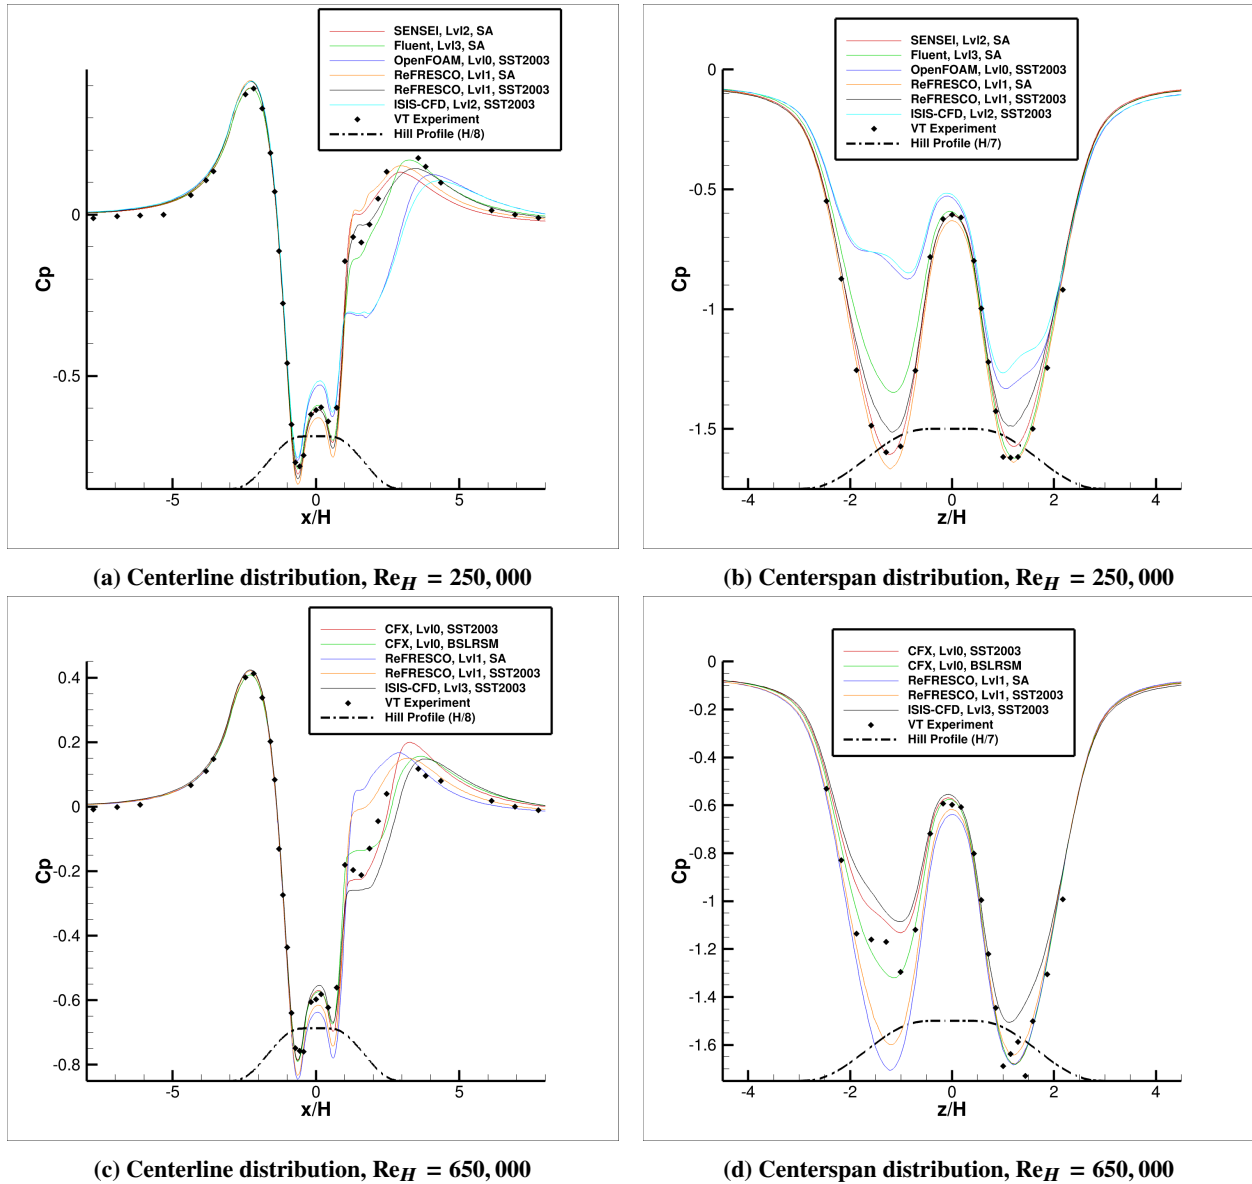 SENSEI, Lvl2, SA
Fluent, Lvl3, SA
OpenFOAM, Lvl0, SST2003
ReFRESCO, Lvl1, SA
ReFRESCO, Lvl1, SST2003
ISIS-CFD, Lvl2, SST2003
VT Experiment
Hill Profile (H/8)
0
-0.5
Cp
-5 0 5
x/H
(a) Centerline distribution, Re_H = 250,000
SENSEI, Lvl2, SA
Fluent, Lvl3, SA
OpenFOAM, Lvl0, SST2003
ReFRESCO, Lvl1, SA
ReFRESCO, Lvl1, SST2003
ISIS-CFD, Lvl2, SST2003
VT Experiment
Hill Profile (H/7)
0
-0.5
-1
-1.5
Cp
-4 -2 0 2 4
z/H
(b) Centerspan distribution, Re_H = 250,000
CFX, Lvl0, SST2003
CFX, Lvl0, BSLRSM
ReFRESCO, Lvl1, SA
ReFRESCO, Lvl1, SST2003
ISIS-CFD, Lvl3, SST2003
VT Experiment
Hill Profile (H/8)
0.4
0.2
0
-0.2
-0.4
-0.6
-0.8
Cp
-5 0 5
x/H
(c) Centerline distribution, Re_H = 650,000
CFX, Lvl0, SST2003
CFX, Lvl0, BSLRSM
ReFRESCO, Lvl1, SA
ReFRESCO, Lvl1, SST2003
ISIS-CFD, Lvl3, SST2003
VT Experiment
Hill Profile (H/7)
0
-0.2
-0.4
-0.6
-0.8
-1
-1.2
-1.4
-1.6
Cp
-4 -2 0 2 4
z/H
(d) Centerspan distribution, Re_H = 650,000